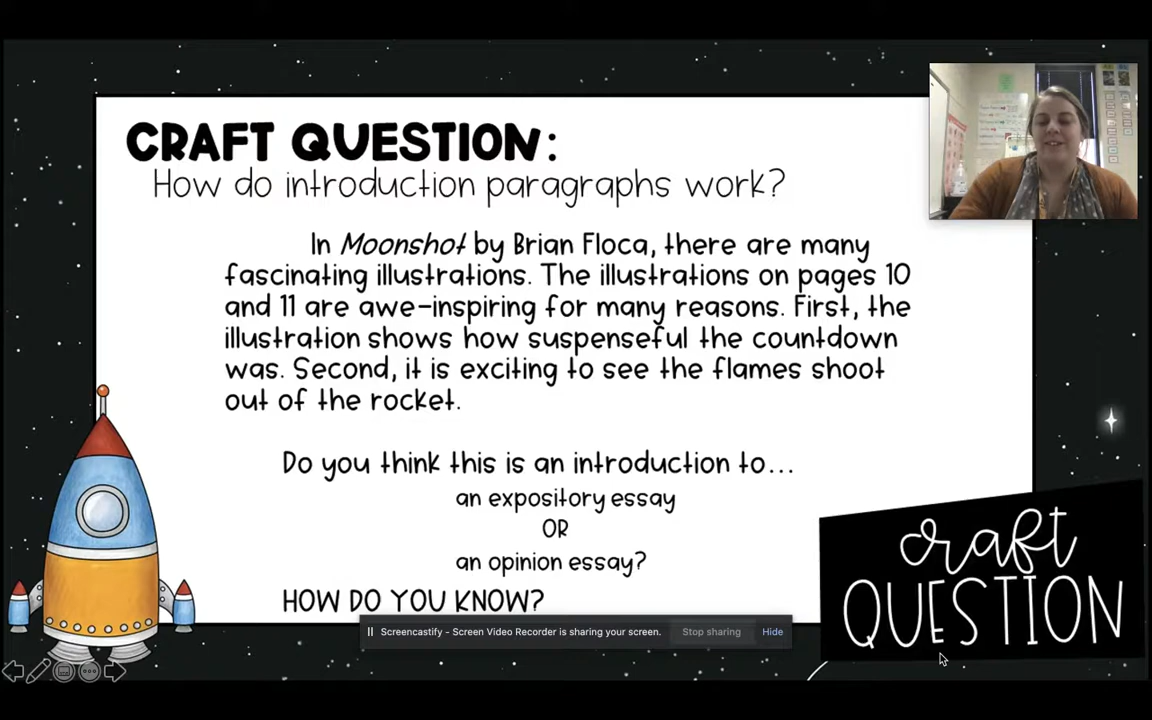 CRAFT QUESTION:
How do introduction paragraphs work?
In Moonshot by Brian Floca, there are many
fascinating illustrations. The illustrations on pages 10
and 11 are awe-inspiring for many reasons. First, the
illustration shows how suspenseful the countdown
was. Second, it is exciting to see the flames shoot
out of the rocket.
Do you think this is an introduction to...
an expository essay
OR
an opinion essay?
HOW DO YOU KNOW?
craft
QUESTION
Screencastify - Screen Video Recorder is sharing your screen.
Stop sharing
Hide